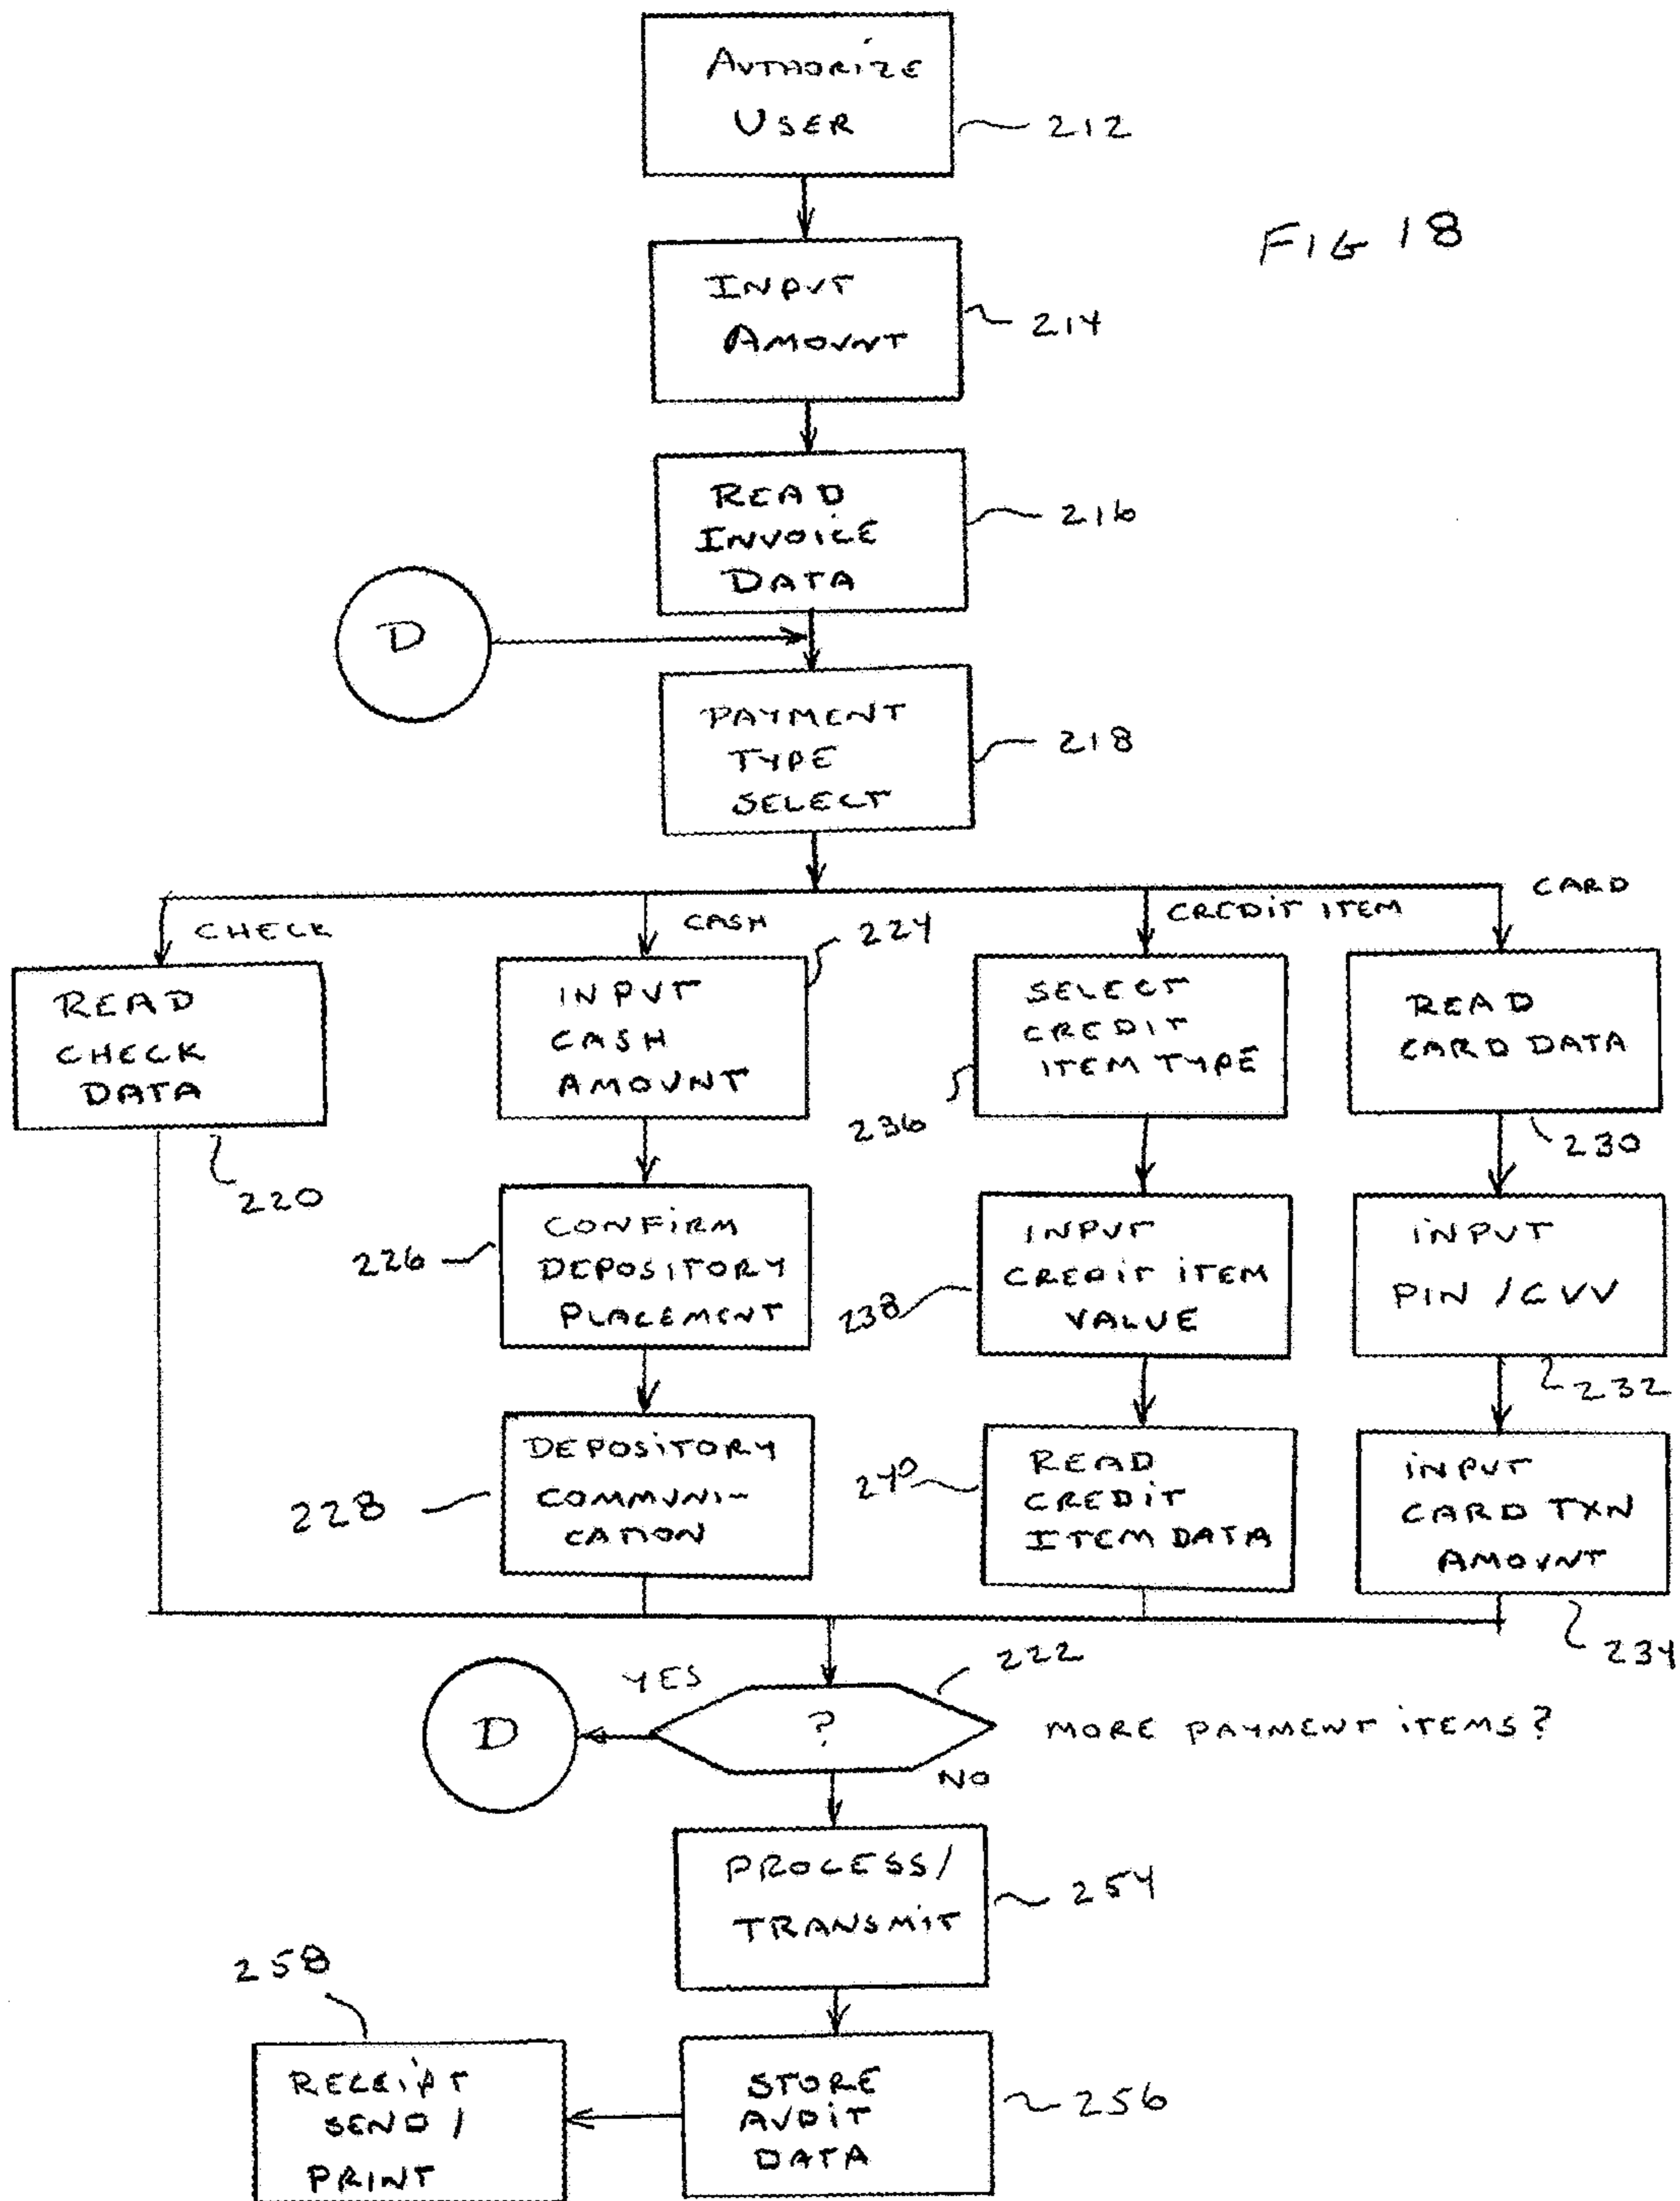 AUTHORIZE
USER
212
FIG 18
INPUT
AMOUNT
214
READ
INVOICE
DATA
216
D
PAYMENT
TYPE
SELECT
218
CHECK
CASH
CREDIT ITEM
CARD
READ
CHECK
DATA
220
INPUT
CASH
AMOUNT
224
CONFIRM
DEPOSITORY
PLACEMENT
226
DEPOSITORY
COMMUNI-
CATION
228
SELECT
CREDIT
ITEM TYPE
236
INPUT
CREDIT ITEM
VALUE
238
READ
CREDIT
ITEM DATA
240
READ
CARD DATA
230
INPUT
PIN / CVV
232
INPUT
CARD TXN
AMOUNT
234
YES
222
D
?
MORE PAYMENT ITEMS?
NO
PROCESS/
TRANSMIT
254
STORE
AUDIT
DATA
256
258
RECEIPT
SEND /
PRINT